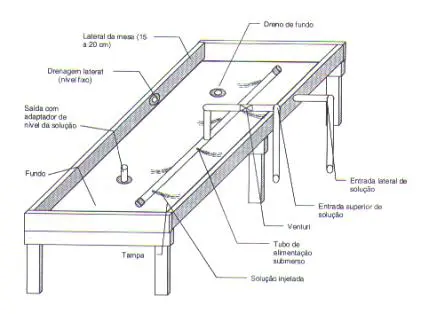 Dreno de fundo
Lateral da mesa (15
a 20 cm)
Drenagem lateral
(nível fixo)
Saída com
adaptador de
nível da solução
Fundo
Entrada lateral de
solução
Entrada superior de
solução
Venturi
Tubo de
alimentação
submerso
Tampa
Solução injetada